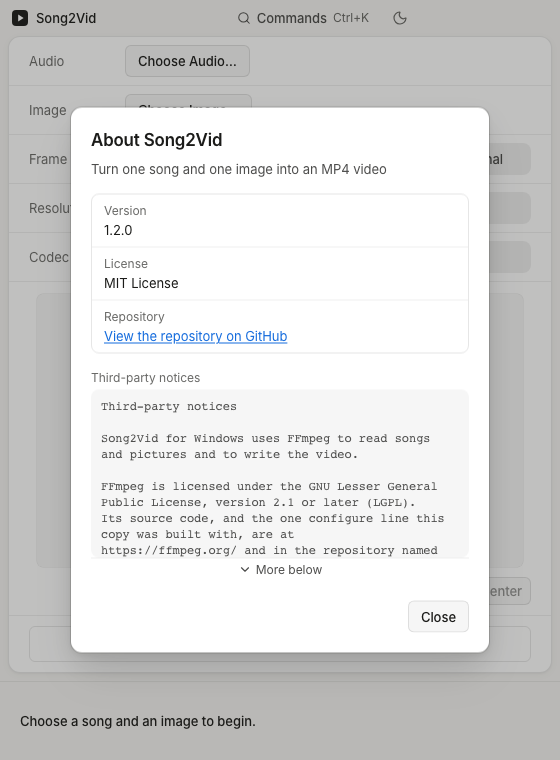 Song2Vid
Commands Ctrl+K
Audio
Choose Audio...
Image
Choose Image...
Frame
Codec
About Song2Vid
Turn one song and one image into an MP4 video
Version
1.2.0
License
MIT License
Repository
View the repository on GitHub
Third-party notices
Third-party notices
Song2Vid for Windows uses FFmpeg to read songs
and pictures and to write the video.
FFmpeg is licensed under the GNU Lesser General
Public License, version 2.1 or later (LGPL).
Its source code, and the one configure line this
copy was built with, are at
https://ffmpeg.org/ and in the repository named
More below
Close
Choose a song and an image to begin.